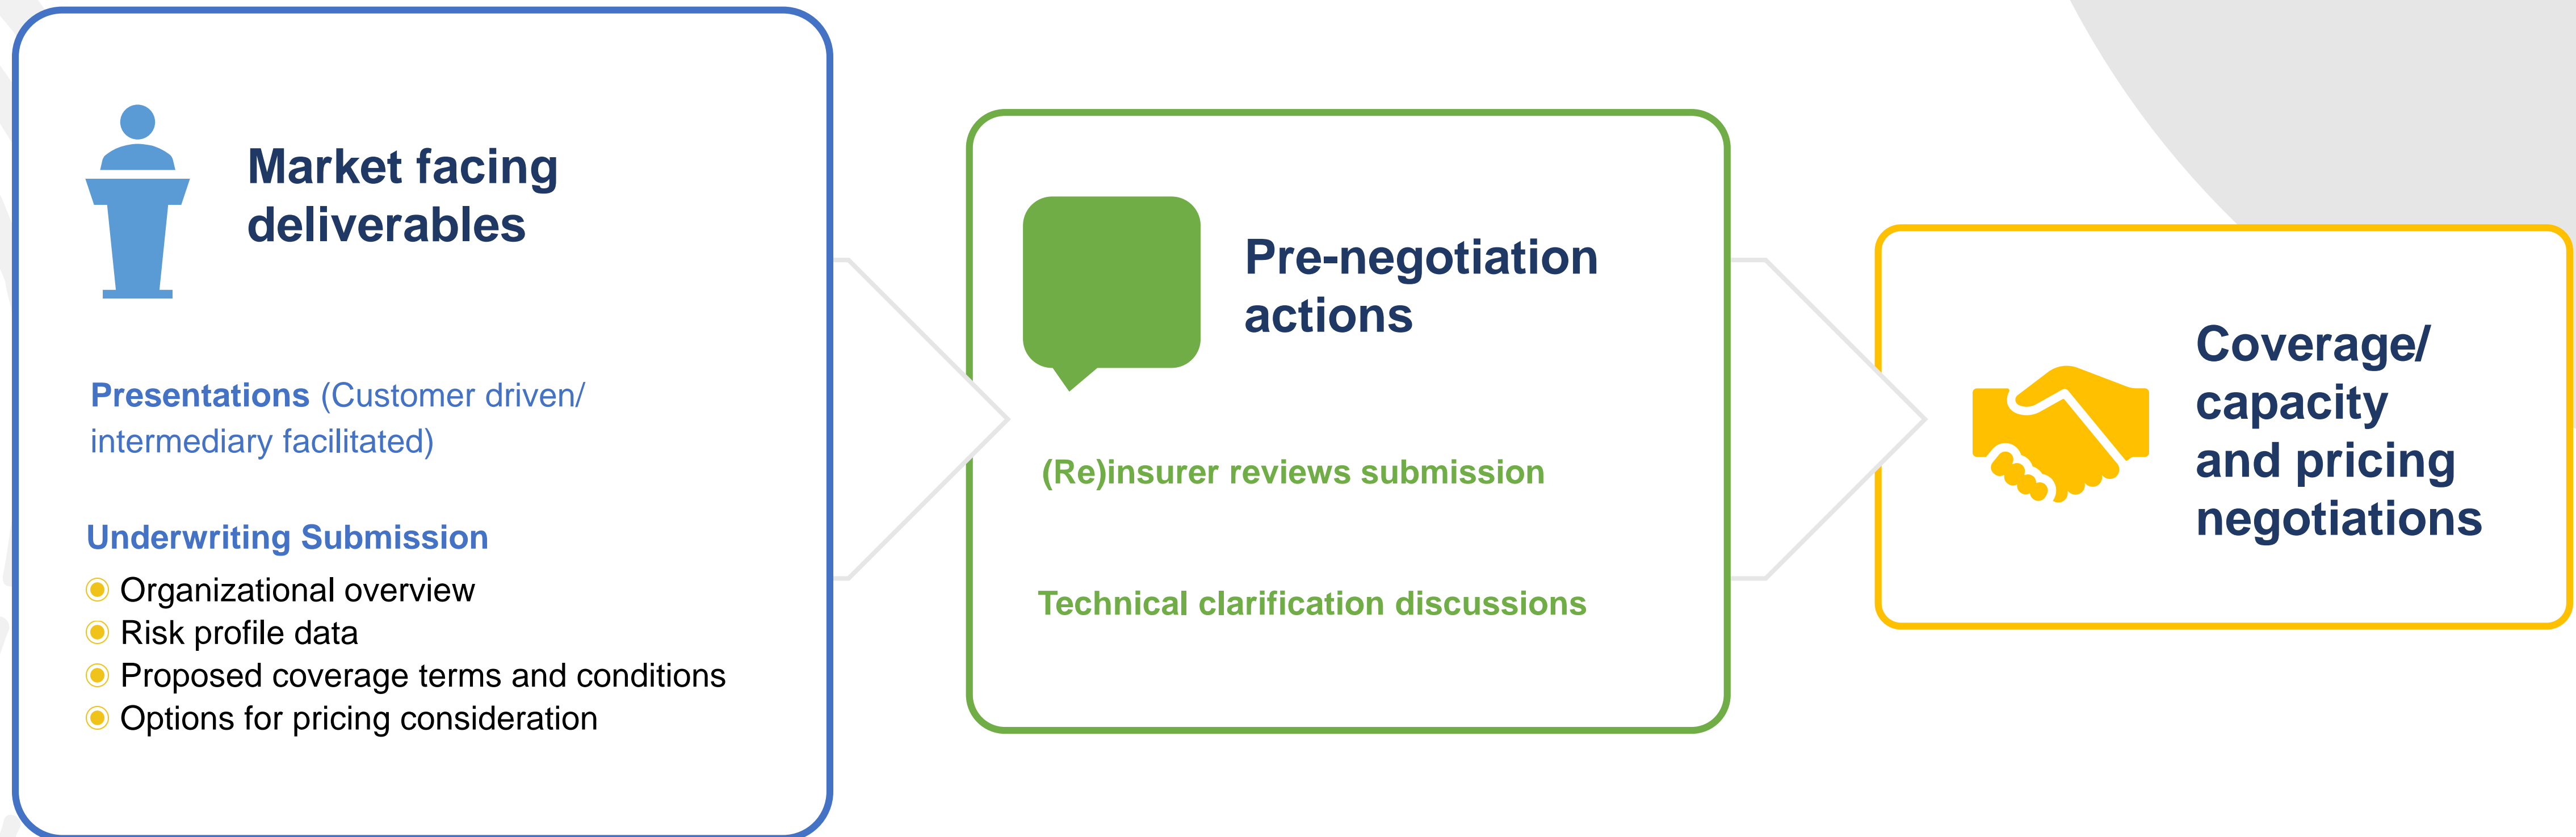 Market facing
deliverables
Presentations (Customer driven/
intermediary facilitated)
Underwriting Submission
Organizational overview
Risk profile data
Proposed coverage terms and conditions
Options for pricing consideration
Pre-negotiation
actions
(Re)insurer reviews submission
Technical clarification discussions
Coverage/
capacity
and pricing
negotiations